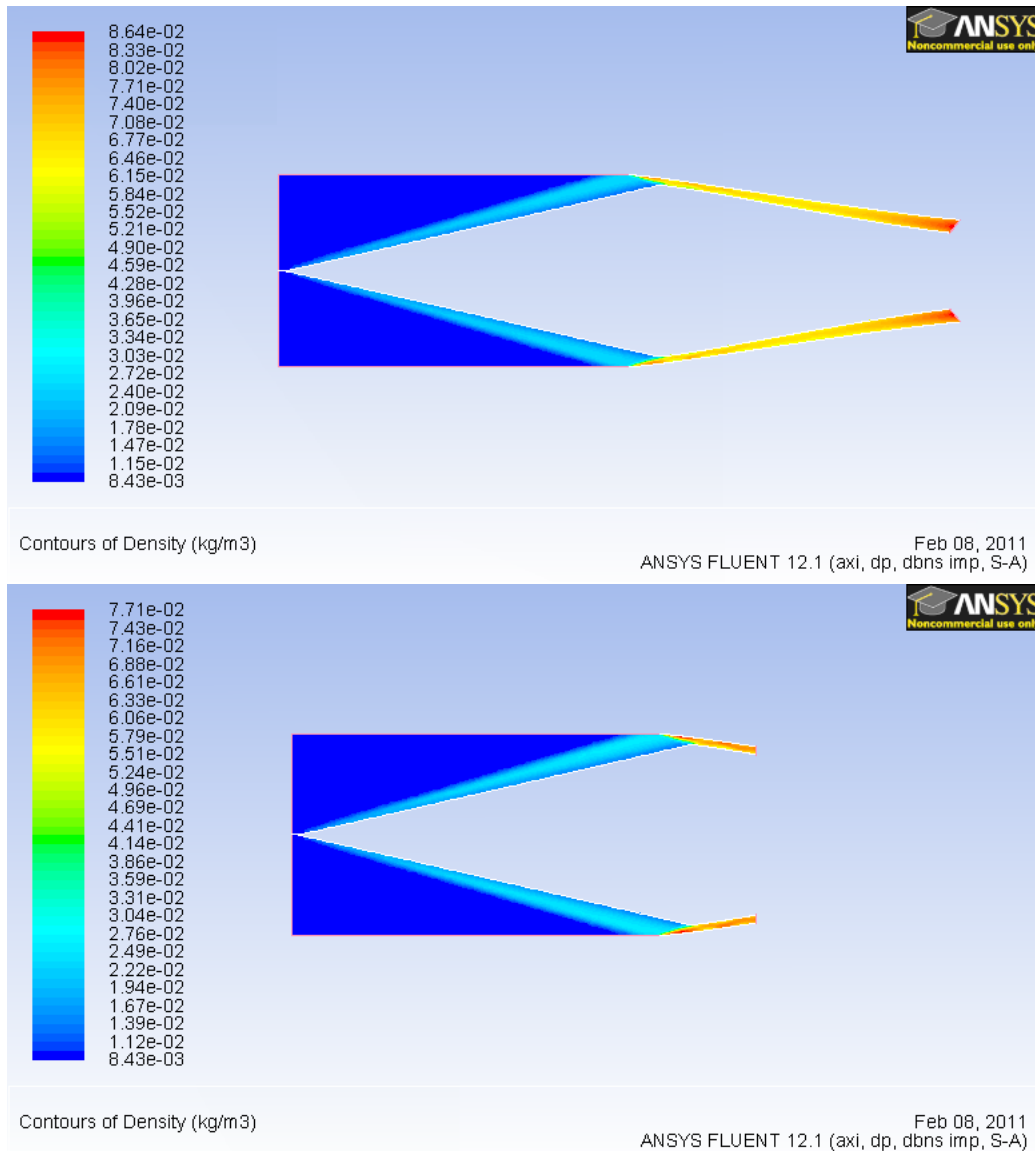 ANSYS
Noncommercial use only
8.64e-02
8.33e-02
8.02e-02
7.71e-02
7.40e-02
7.08e-02
6.77e-02
6.46e-02
6.15e-02
5.84e-02
5.52e-02
5.21e-02
4.90e-02
4.59e-02
4.28e-02
3.96e-02
3.65e-02
3.34e-02
3.03e-02
2.72e-02
2.40e-02
2.09e-02
1.78e-02
1.47e-02
1.15e-02
8.43e-03
Contours of Density (kg/m3)
Feb 08, 2011
ANSYS FLUENT 12.1 (axi, dp, dbns imp, S-A)
ANSYS
Noncommercial use only
7.71e-02
7.43e-02
7.16e-02
6.88e-02
6.61e-02
6.33e-02
6.06e-02
5.79e-02
5.51e-02
5.24e-02
4.96e-02
4.69e-02
4.41e-02
4.14e-02
3.86e-02
3.59e-02
3.31e-02
3.04e-02
2.76e-02
2.49e-02
2.22e-02
1.94e-02
1.67e-02
1.39e-02
1.12e-02
8.43e-03
Contours of Density (kg/m3)
Feb 08, 2011
ANSYS FLUENT 12.1 (axi, dp, dbns imp, S-A)